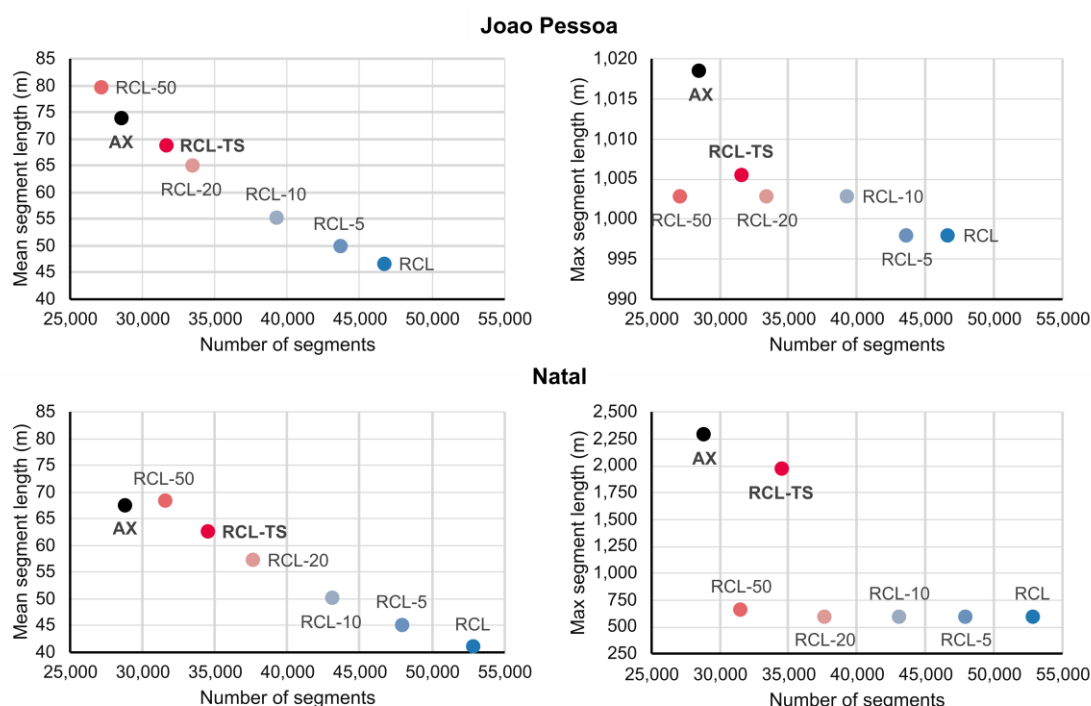 Joao Pessoa
Mean segment length (m)
85
80
75
70
65
60
55
50
45
40
RCL-50
AX
RCL-TS
RCL-20
RCL-10
RCL-5
RCL
25,000 30,000 35,000 40,000 45,000 50,000 55,000
Number of segments
Max segment length (m)
1,020
1,015
1,010
1,005
1,000
995
990
AX
RCL-TS
RCL-50
RCL-20
RCL-10
RCL-5
RCL
25,000 30,000 35,000 40,000 45,000 50,000 55,000
Number of segments
Natal
Mean segment length (m)
85
80
75
70
65
60
55
50
45
40
RCL-50
AX
RCL-TS
RCL-20
RCL-10
RCL-5
RCL
25,000 30,000 35,000 40,000 45,000 50,000 55,000
Number of segments
Max segment length (m)
2,500
2,250
2,000
1,750
1,500
1,250
1,000
750
500
250
AX
RCL-TS
RCL-50
RCL-20
RCL-10
RCL-5
RCL
25,000 30,000 35,000 40,000 45,000 50,000 55,000
Number of segments